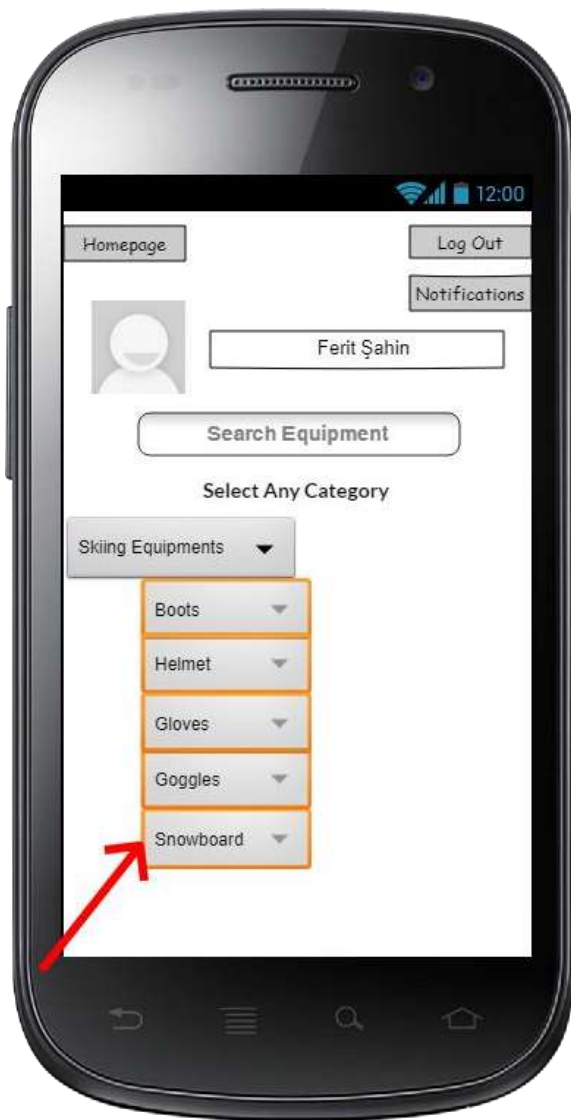 12:00
Homepage
Log Out
Notifications
Ferit Şahin
Search Equipment
Select Any Category
Skiing Equipments
Boots
Helmet
Gloves
Goggles
Snowboard